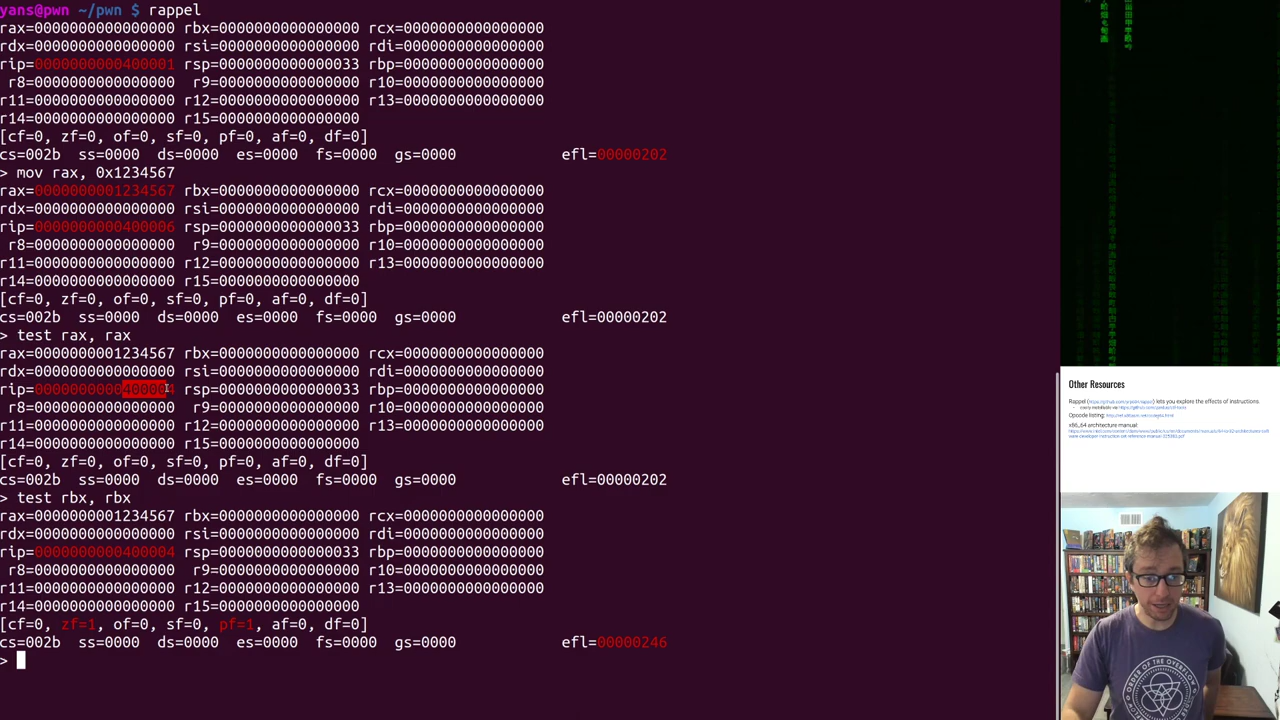 yans@pwn ~/pwn $ rappel
rax=0000000000000000 rbx=0000000000000000 rcx=0000000000000000
rdx=0000000000000000 rsi=0000000000000000 rdi=0000000000000000
rip=0000000000400001 rsp=0000000000000033 rbp=0000000000000000
r8=0000000000000000 r9=0000000000000000 r10=0000000000000000
r11=0000000000000000 r12=0000000000000000 r13=0000000000000000
r14=0000000000000000 r15=0000000000000000
[cf=0, zf=0, of=0, sf=0, pf=0, af=0, df=0]
cs=002b ss=0000 ds=0000 es=0000 fs=0000 gs=0000 efl=00000202
> mov rax, 0x1234567
rax=0000000001234567 rbx=0000000000000000 rcx=0000000000000000
rdx=0000000000000000 rsi=0000000000000000 rdi=0000000000000000
rip=0000000000400006 rsp=0000000000000033 rbp=0000000000000000
r8=0000000000000000 r9=0000000000000000 r10=0000000000000000
r11=0000000000000000 r12=0000000000000000 r13=0000000000000000
r14=0000000000000000 r15=0000000000000000
[cf=0, zf=0, of=0, sf=0, pf=0, af=0, df=0]
cs=002b ss=0000 ds=0000 es=0000 fs=0000 gs=0000 efl=00000202
> test rax, rax
rax=0000000001234567 rbx=0000000000000000 rcx=0000000000000000
rdx=0000000000000000 rsi=0000000000000000 rdi=0000000000000000
rip=0000000000400004 rsp=0000000000000033 rbp=0000000000000000
r8=0000000000000000 r9=0000000000000000 r10=0000000000000000
r11=0000000000000000 r12=0000000000000000 r13=0000000000000000
r14=0000000000000000 r15=0000000000000000
[cf=0, zf=0, of=0, sf=0, pf=0, af=0, df=0]
cs=002b ss=0000 ds=0000 es=0000 fs=0000 gs=0000 efl=00000202
> test rbx, rbx
rax=0000000001234567 rbx=0000000000000000 rcx=0000000000000000
rdx=0000000000000000 rsi=0000000000000000 rdi=0000000000000000
rip=0000000000400004 rsp=0000000000000033 rbp=0000000000000000
r8=0000000000000000 r9=0000000000000000 r10=0000000000000000
r11=0000000000000000 r12=0000000000000000 r13=0000000000000000
r14=0000000000000000 r15=0000000000000000
[cf=0, zf=1, of=0, sf=0, pf=1, af=0, df=0]
cs=002b ss=0000 ds=0000 es=0000 fs=0000 gs=0000 efl=00000246
>
Other Resources
Rappel lets you explore the effects of instructions.
Opcode listing:
x86_64 architecture manual:
ORDER OF THE OVERFLOW